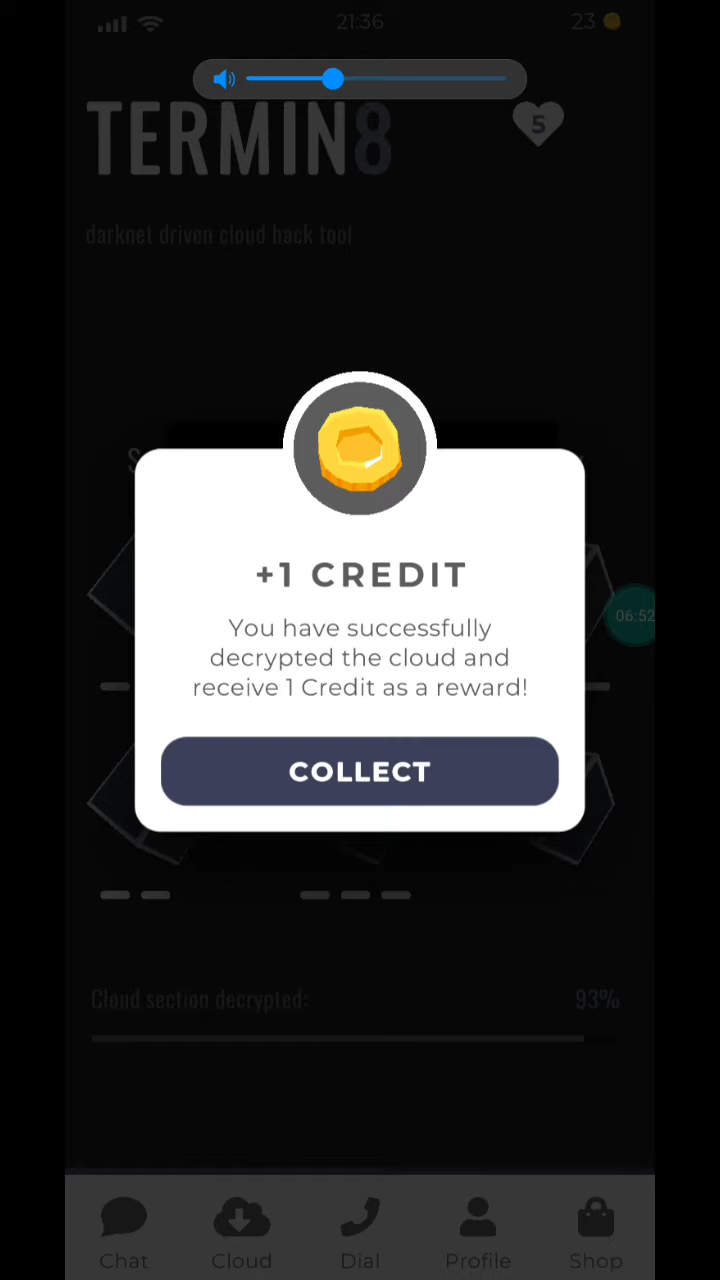 21:36
23
TERMIN8
5
darknet driven cloud hack tool
+1 CREDIT
06:52
You have successfully
decrypted the cloud and
receive 1 Credit as a reward!
COLLECT
Cloud section decrypted:
93%
Chat
Cloud
Dial
Profile
Shop